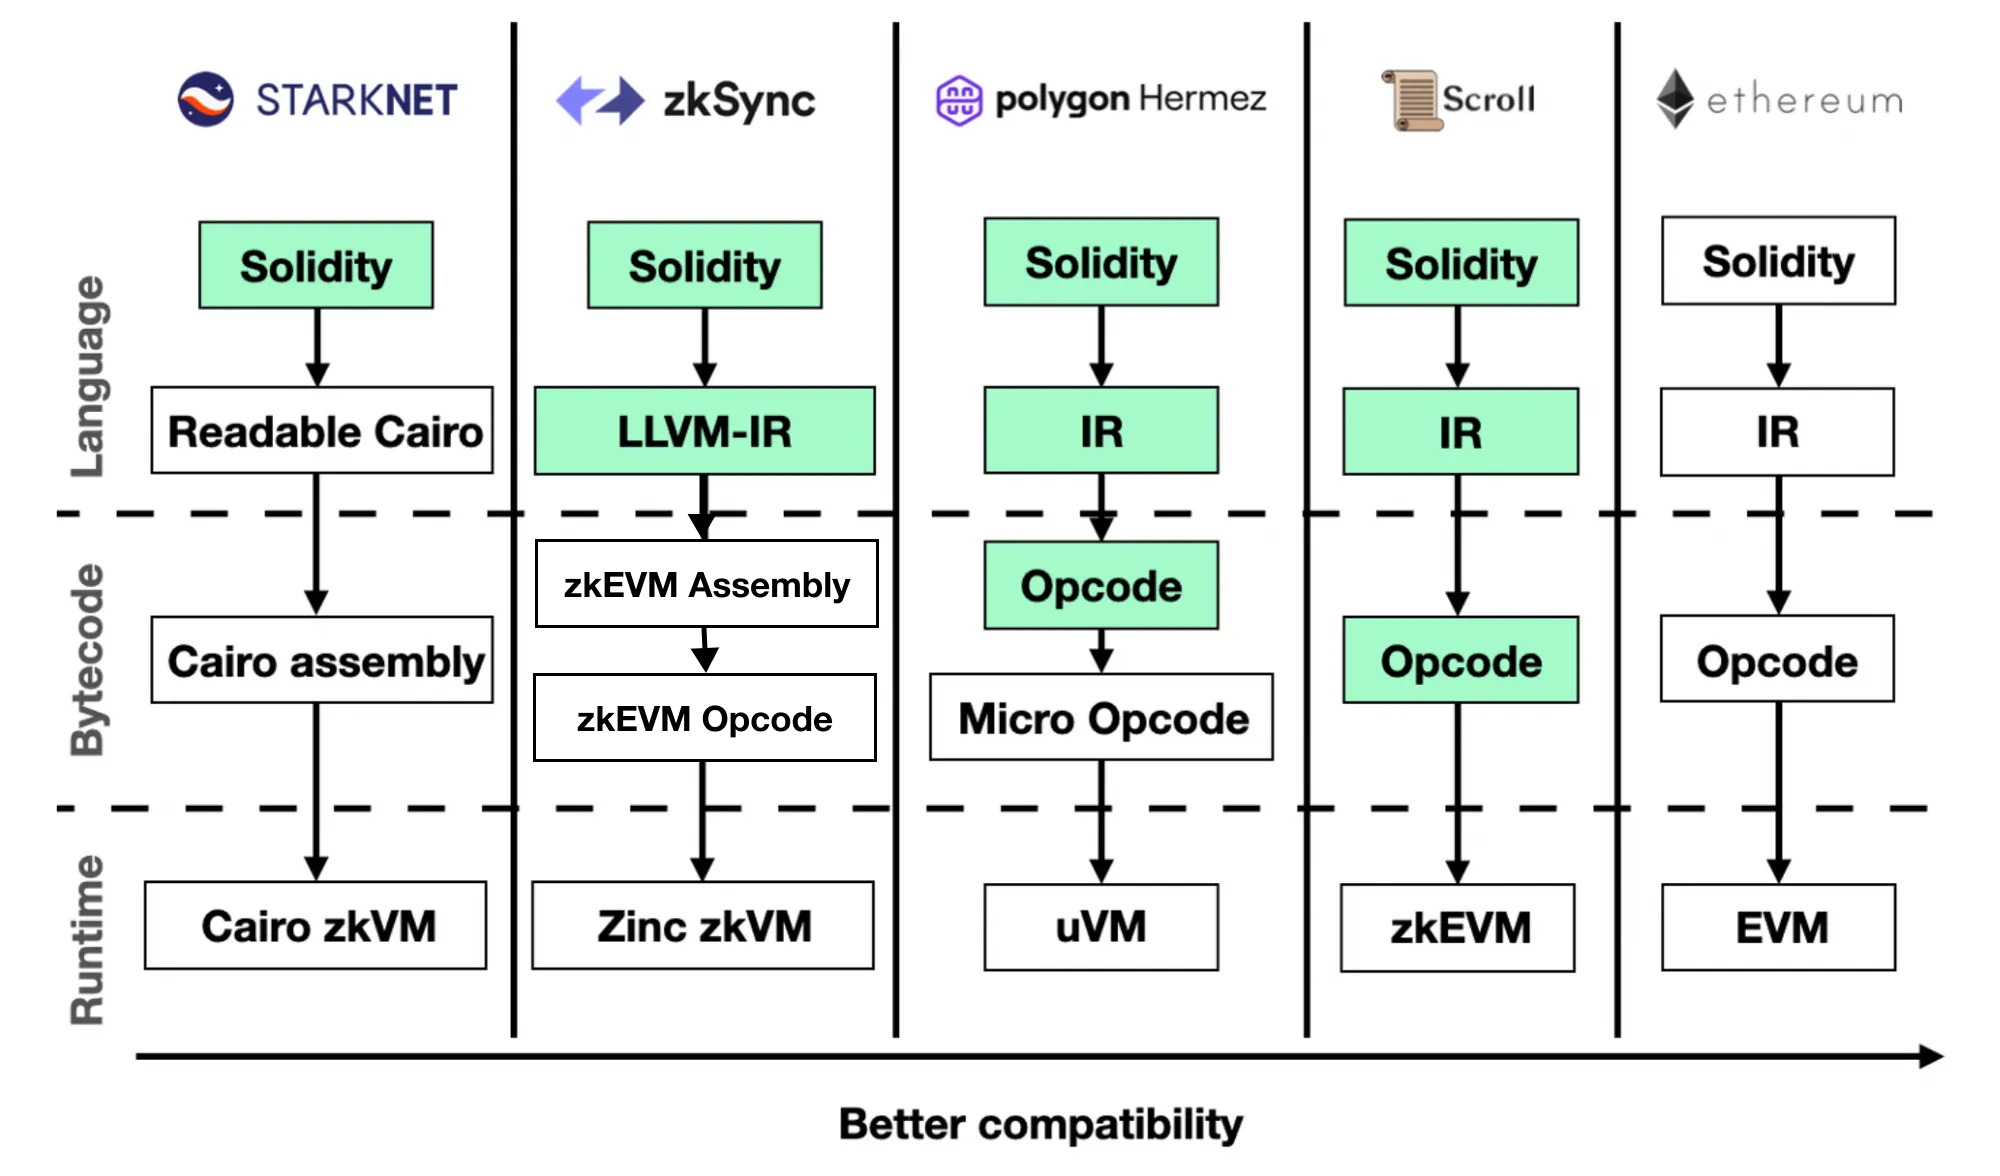 STARKNET
zkSync
polygon Hermez
Scroll
ethereum
Language
Solidity
Solidity
Solidity
Solidity
Solidity
Readable Cairo
LLVM-IR
IR
IR
IR
Bytecode
Cairo assembly
zkEVM Assembly
zkEVM Opcode
Opcode
Micro Opcode
Opcode
Opcode
Runtime
Cairo zkVM
Zinc zkVM
uVM
zkEVM
EVM
Better compatibility